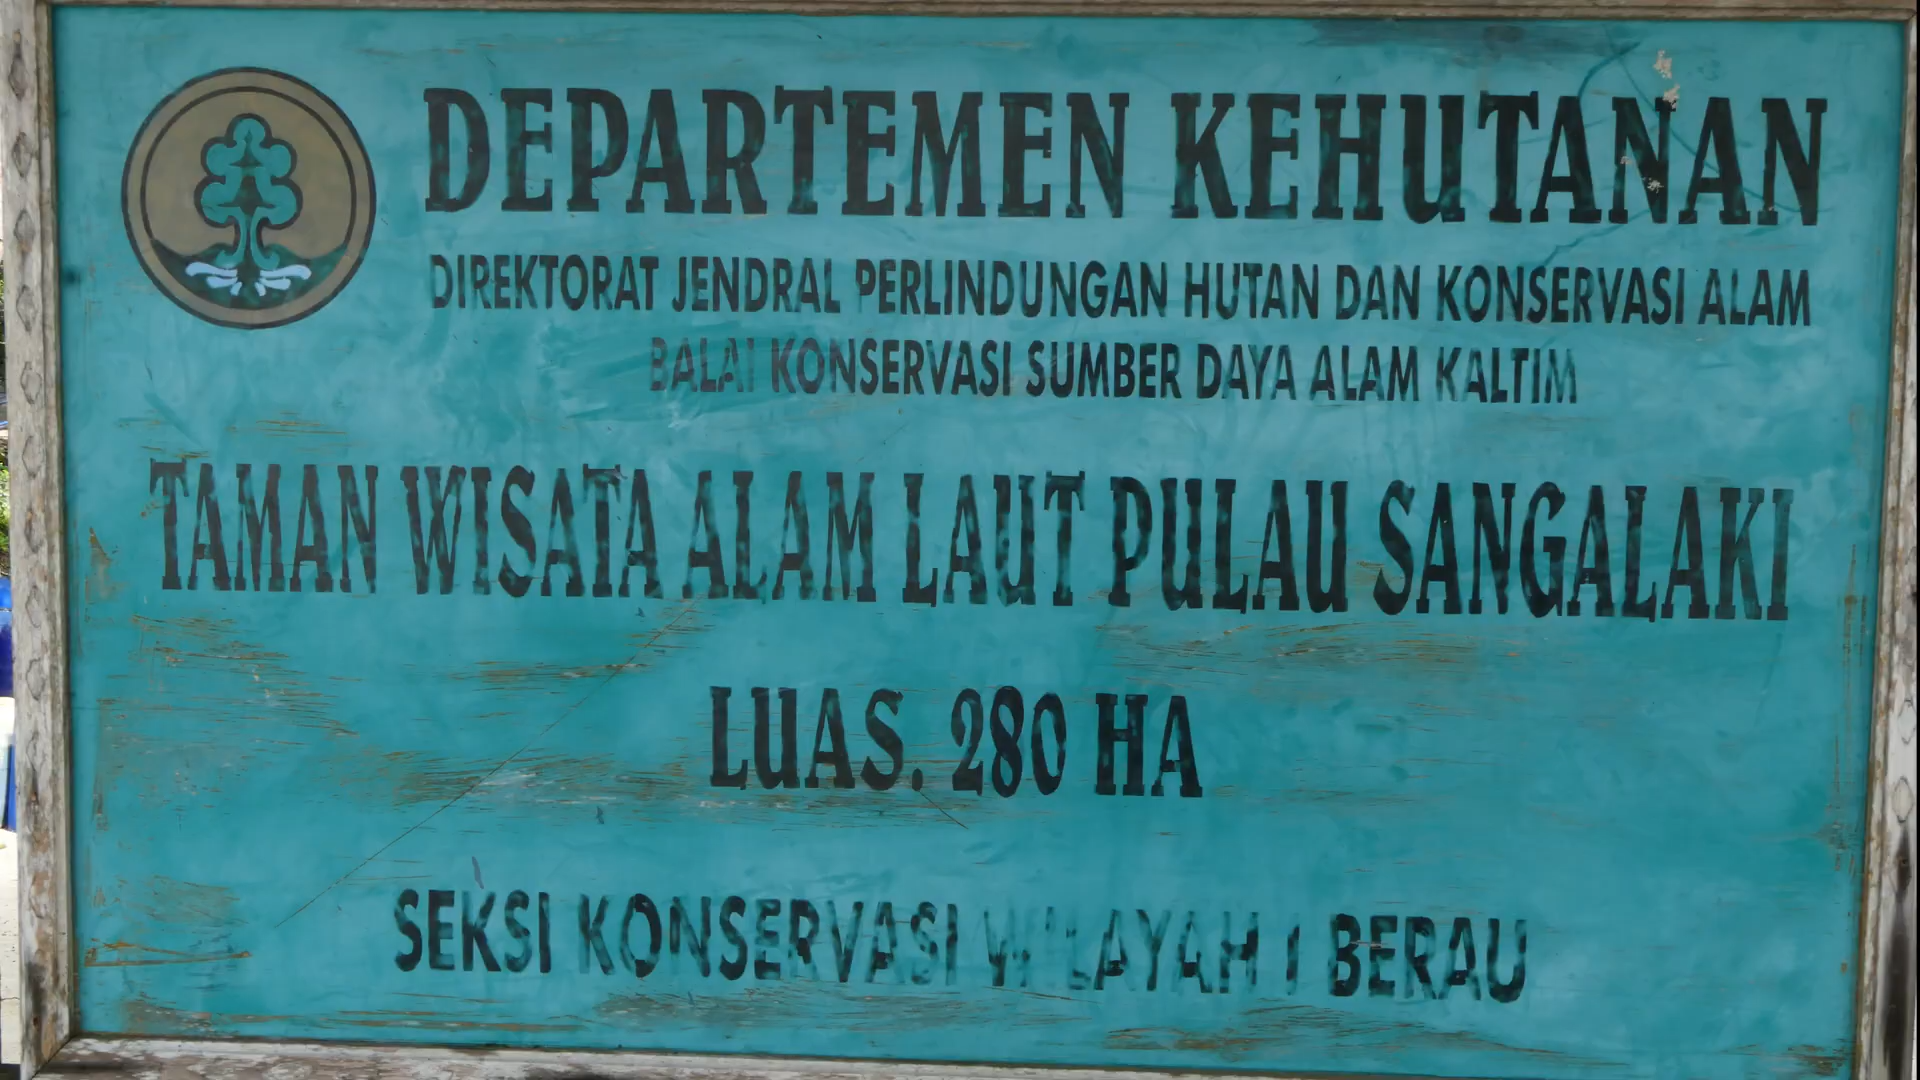 DEPARTEMEN KEHUTANAN
DIREKTORAT JENDRAL PERLINDUNGAN HUTAN DAN KONSERVASI ALAM
BALAI KONSERVASI SUMBER DAYA ALAM KALTIM
TAMAN WISATA ALAM LAUT PULAU SANGALAKI
LUAS. 280 HA
SEKSI KONSERVASI WILAYAH I BERAU